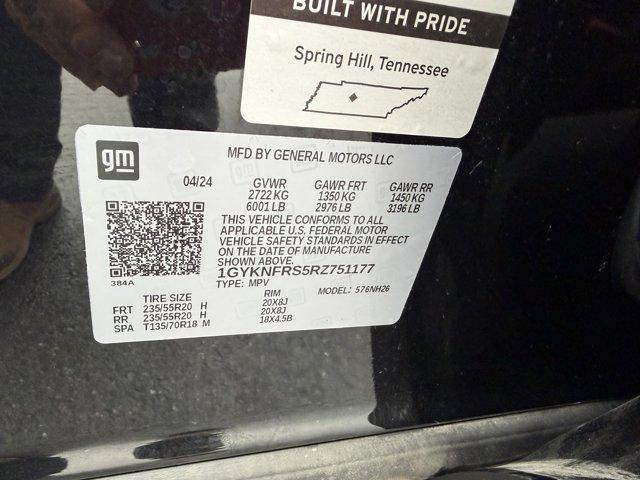 BUILT WITH PRIDE
Spring Hill, Tennessee
gm
MFD BY GENERAL MOTORS LLC
04/24 GVWR GAWR FRT GAWR RR
2722 KG 1350 KG 1450 KG
6001 LB 2976 LB 3196 LB
THIS VEHICLE CONFORMS TO ALL
APPLICABLE U.S. FEDERAL MOTOR
VEHICLE SAFETY STANDARDS IN EFFECT
ON THE DATE OF MANUFACTURE
SHOWN ABOVE.
384A
1GYKNFRS5RZ751177
TYPE: MPV MODEL: 576NH26
TIRE SIZE RIM
FRT 235/55R20 H 20X8J
RR 235/55R20 H 20X8J
SPA T135/70R18 M 18X4.5B